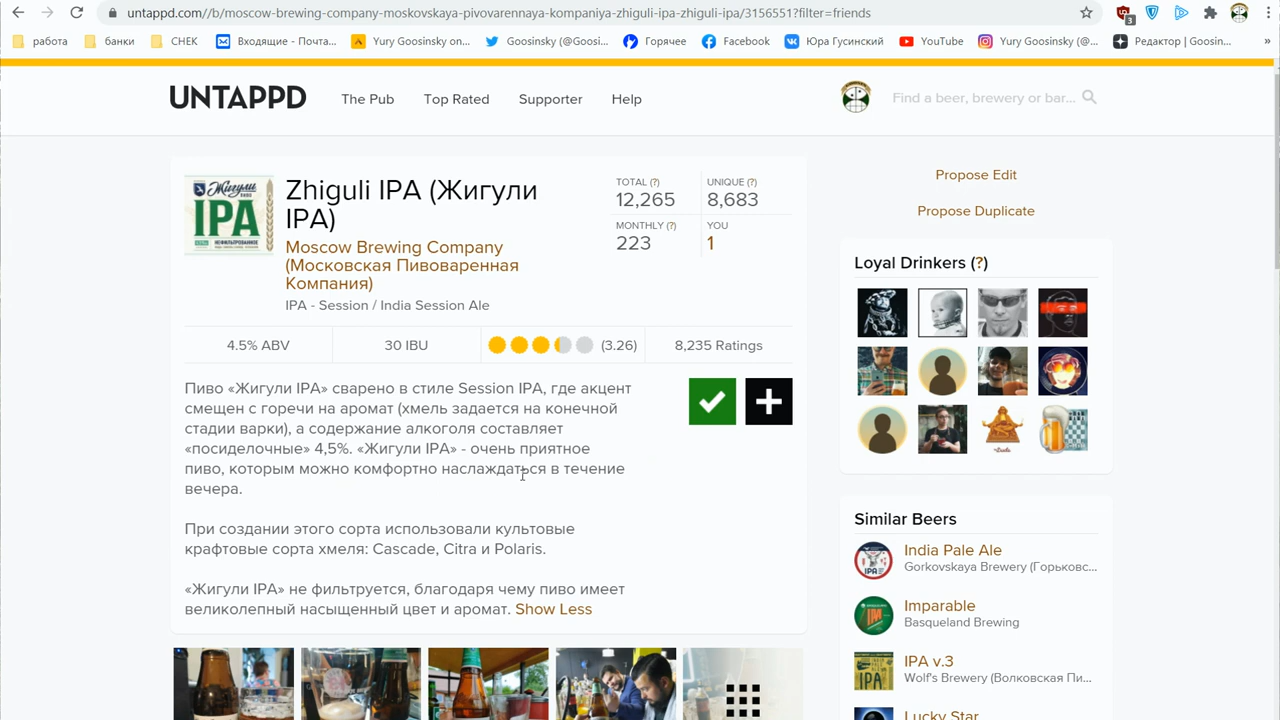 untappd.com//b/moscow-brewing-company-moskovskaya-pivovarennaya-kompaniya-zhiguli-ipa-zhiguli-ipa/3156551?filter=friends
3
работа
банки
СНЕК
Входящие - Почта...
Yury Goosinsky on...
Goosinsky (@Goosi...
Горячее
Facebook
Юра Гусинский
YouTube
Yury Goosinsky (@...
Редактор | Goosin...
»
UNTAPPD
The Pub
Top Rated
Supporter
Help
Find a beer, brewery or bar...
Жигули
IPA
НЕФИЛЬТРОВАННОЕ
Zhiguli IPA (Жигули
IPA)
Moscow Brewing Company
(Московская Пивоваренная
Компания)
IPA - Session / India Session Ale
TOTAL (?)
12,265
UNIQUE (?)
8,683
MONTHLY (?)
223
YOU
1
4.5% ABV
30 IBU
(3.26)
8,235 Ratings
Пиво «Жигули IPA» сварено в стиле Session IPA, где акцент
смещен с горечи на аромат (хмель задается на конечной
стадии варки), а содержание алкоголя составляет
«посиделочные» 4,5%. «Жигули IPA» - очень приятное
пиво, которым можно комфортно наслаждаться в течение
вечера.
При создании этого сорта использовали культовые
крафтовые сорта хмеля: Cascade, Citra и Polaris.
«Жигули IPA» не фильтруется, благодаря чему пиво имеет
великолепный насыщенный цвет и аромат. Show Less
Propose Edit
Propose Duplicate
Loyal Drinkers (?)
Similar Beers
India Pale Ale
Gorkovskaya Brewery (Горьковс...
Imparable
Basqueland Brewing
IPA v.3
Wolf's Brewery (Волковская Пи...
Lucky Star